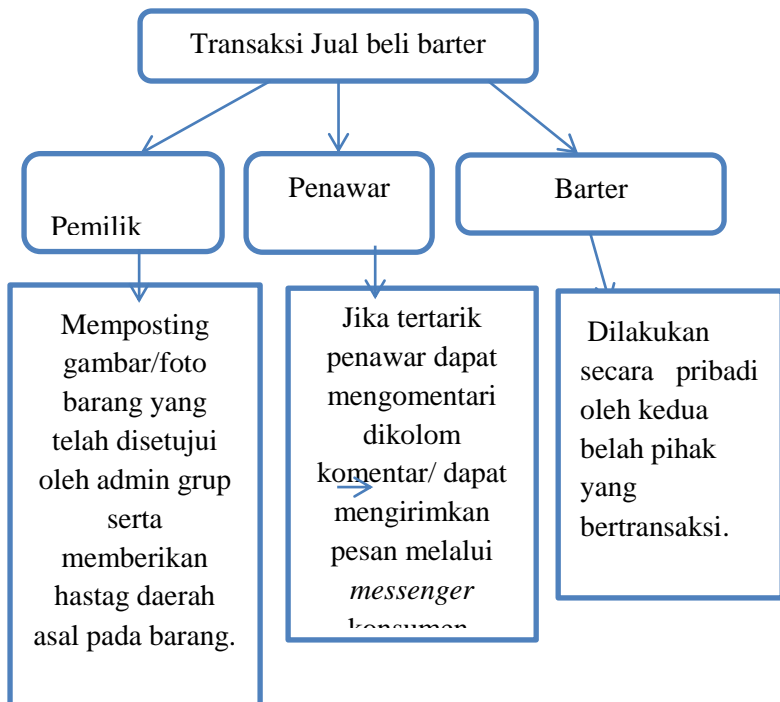 Transaksi Jual beli barter
Pemilik
Penawar
Barter
Memposting
gambar/foto
barang yang
telah disetujui
oleh admin grup
serta
memberikan
hastag daerah
asal pada barang.
Jika tertarik
penawar dapat
mengomentari
dikolom
komentar/ dapat
mengirimkan
pesan melalui
messenger
konsumen
Dilakukan
secara pribadi
oleh kedua
belah pihak
yang
bertransaksi.